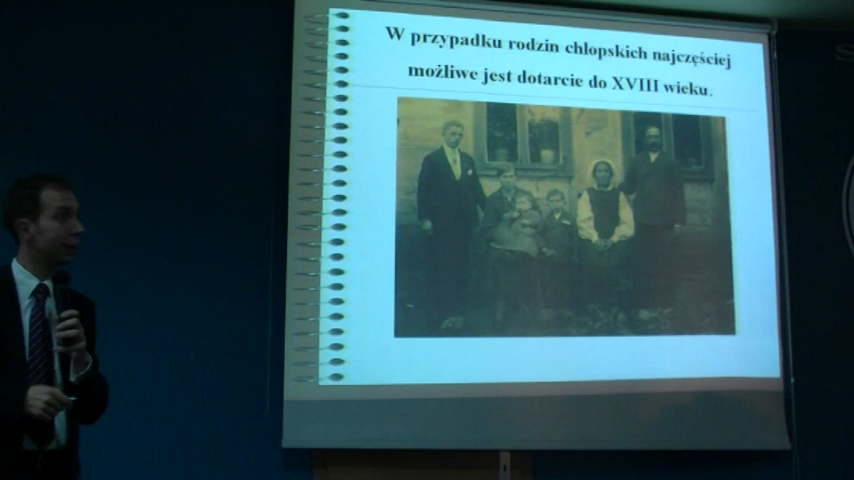 W przypadku rodzin chłopskich najczęściej
możliwe jest dotarcie do XVIII wieku.